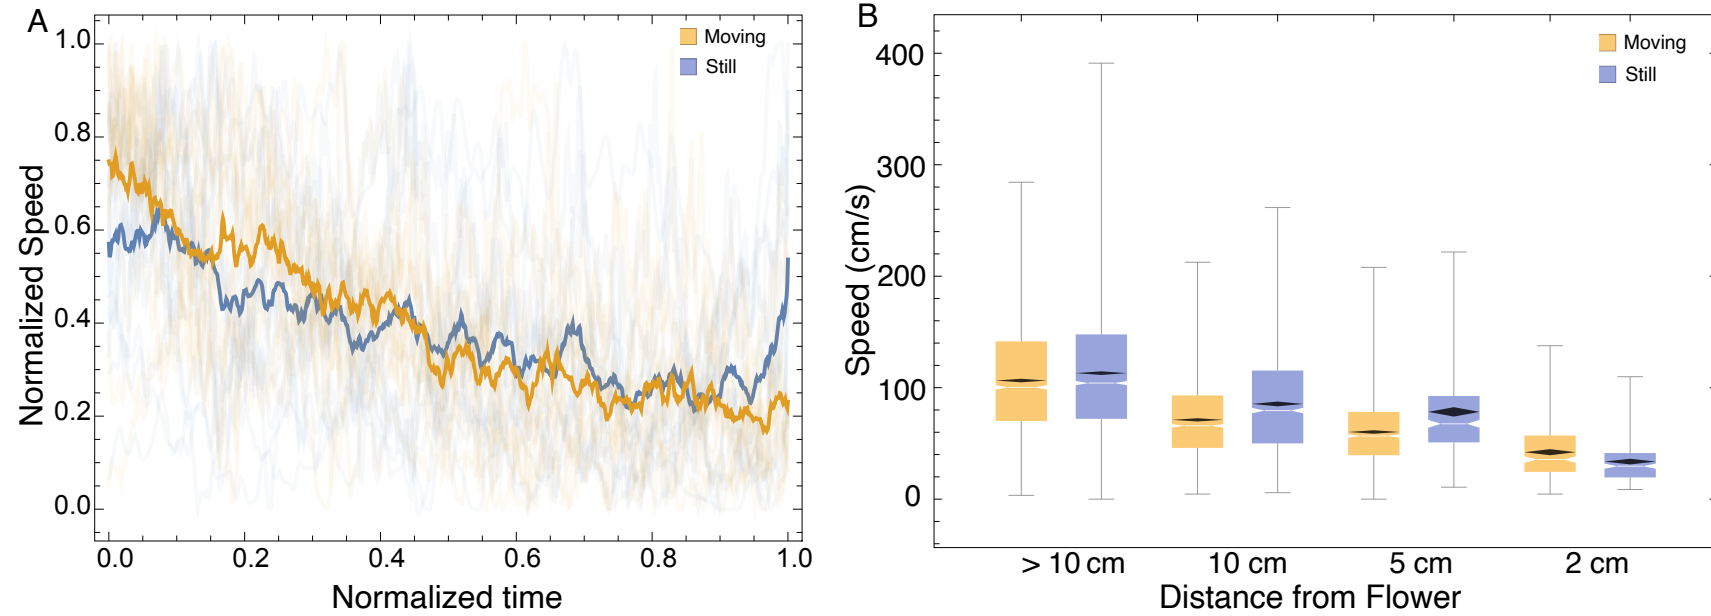 A
Normalized Speed
1.0
0.8
0.6
0.4
0.2
0.0
Moving
Still
0.0 0.2 0.4 0.6 0.8 1.0
Normalized time
B
Speed (cm/s)
400
300
200
100
0
Moving
Still
> 10 cm 10 cm 5 cm 2 cm
Distance from Flower